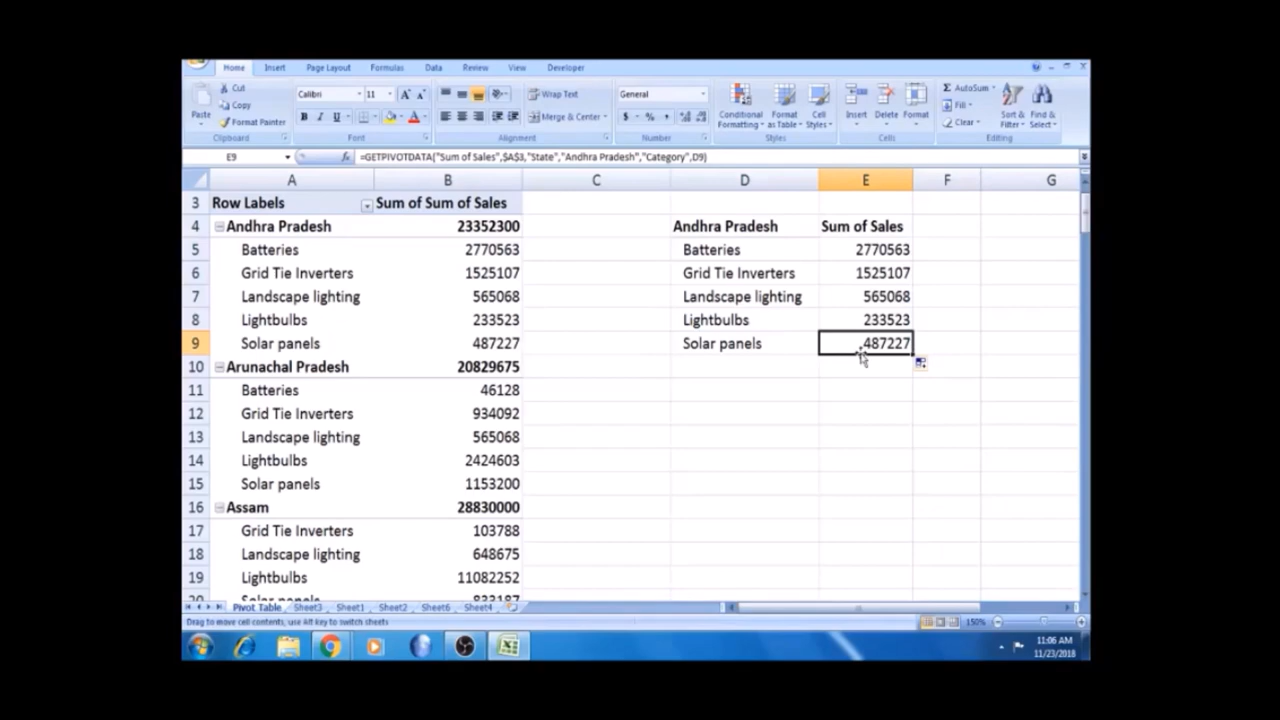 Home Insert Page Layout Formulas Data Review View Developer
Cut
Copy
Format Painter
Paste
Clipboard
Calibri 11 A A
B I U A
Font
Wrap Text
Merge & Center
Alignment
General
$ % ,
Number
Conditional Formatting
Format as Table
Cell Styles
Styles
Insert Delete Format
Cells
Σ AutoSum
Fill
Clear
Sort & Filter
Find & Select
Editing
E9 fx =GETPIVOTDATA("Sum of Sales",$A$3,"State","Andhra Pradesh","Category",D9)
A B C D E F G
3 Row Labels Sum of Sum of Sales
4 Andhra Pradesh 23352300 Andhra Pradesh Sum of Sales
5 Batteries 2770563 Batteries 2770563
6 Grid Tie Inverters 1525107 Grid Tie Inverters 1525107
7 Landscape lighting 565068 Landscape lighting 565068
8 Lightbulbs 233523 Lightbulbs 233523
9 Solar panels 487227 Solar panels 487227
10 Arunachal Pradesh 20829675
11 Batteries 46128
12 Grid Tie Inverters 934092
13 Landscape lighting 565068
14 Lightbulbs 2424603
15 Solar panels 1153200
16 Assam 28830000
17 Grid Tie Inverters 103788
18 Landscape lighting 648675
19 Lightbulbs 11082252
20 Solar panels 833187
Pivot Table Sheet3 Sheet1 Sheet2 Sheet6 Sheet4
Drag to move cell contents, use Alt key to switch sheets 150%
11:06 AM
11/23/2018